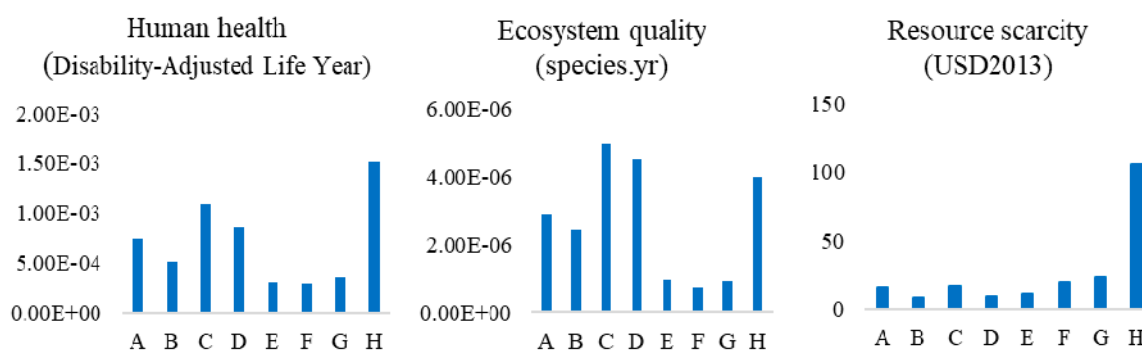 Human health
(Disability-Adjusted Life Year)
2.00E-03
1.50E-03
1.00E-03
5.00E-04
0.00E+00
A B C D E F G H
Ecosystem quality
(species.yr)
6.00E-06
4.00E-06
2.00E-06
0.00E+00
A B C D E F G H
Resource scarcity
(USD2013)
150
100
50
0
A B C D E F G H